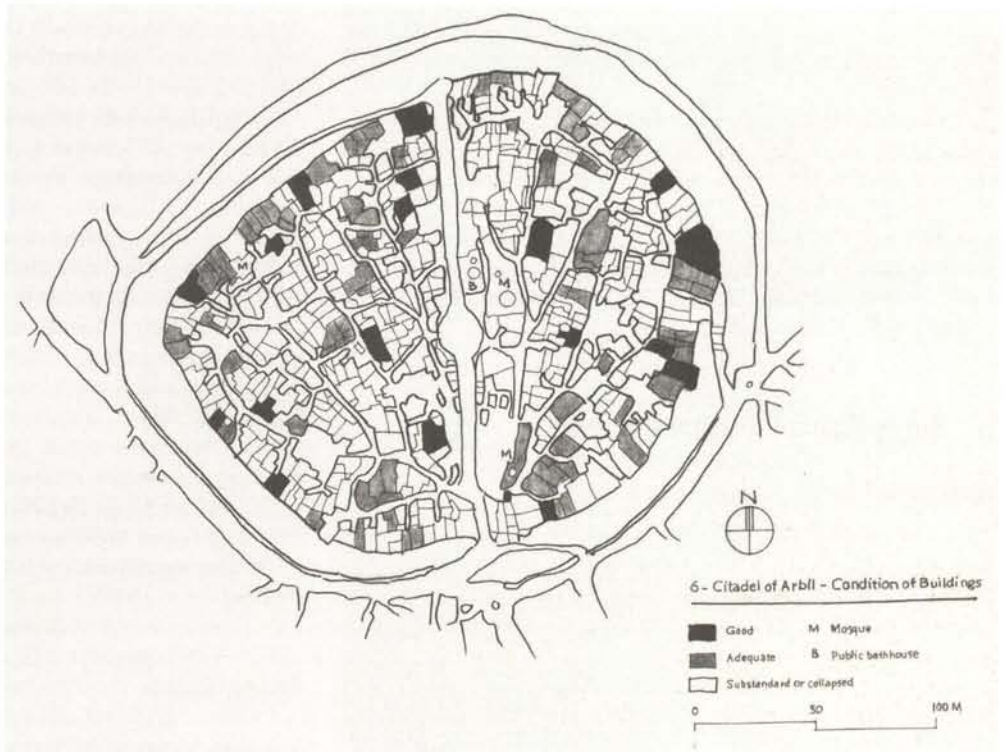 M
B
M
M
N
6 - Citadel of Arbil - Condition of Buildings
Good
M Mosque
Adequate
B Public bathhouse
Substandard or collapsed
0 50 100 M